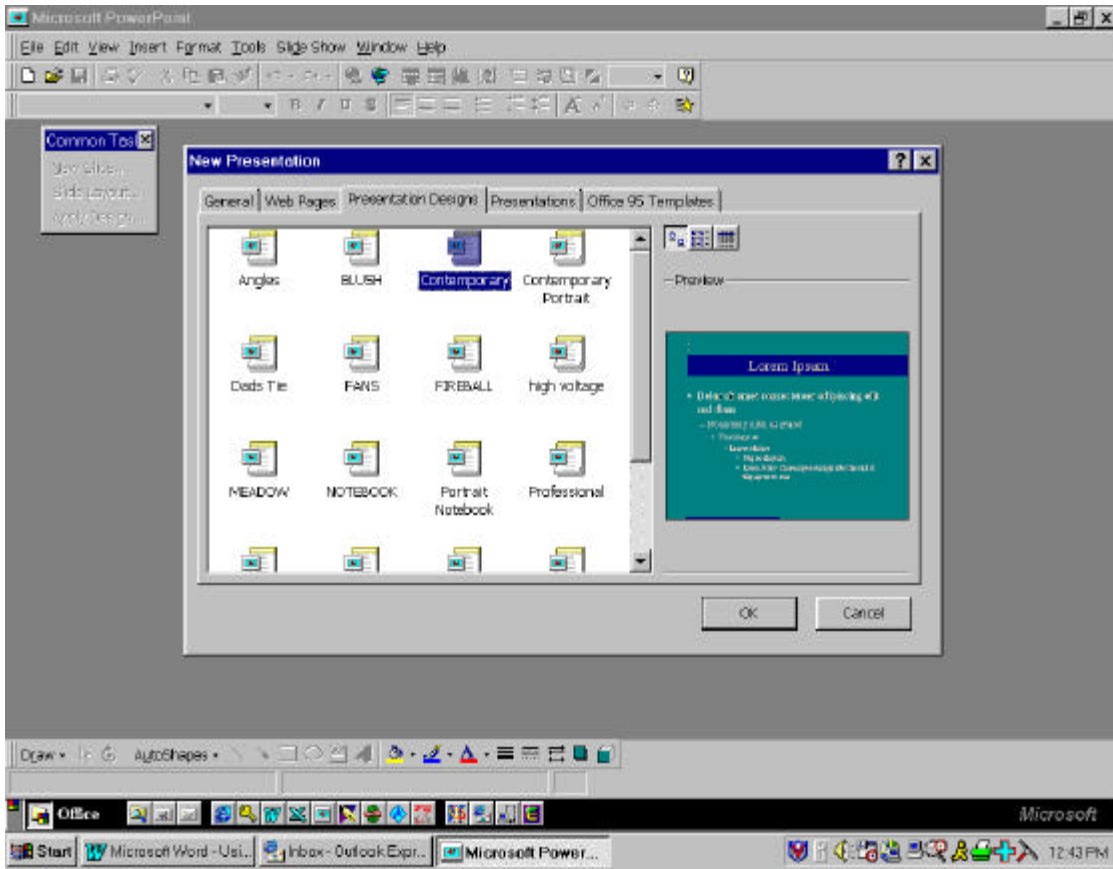 Microsoft PowerPoint
File Edit View Insert Format Tools Slide Show Window Help
B I U S
Common Tas
New Slide...
Slide Layout...
Apply Design...
New Presentation
General Web Pages Presentation Designs Presentations Office 95 Templates
Angles BLUSH Contemporary Contemporary Portrait
Preview
Dads Tie FANS FIREBALL high voltage
Lorem Ipsum
MEADOW NOTEBOOK Portrait Notebook Professional
OK Cancel
Draw AutoShapes
Office Microsoft
Start Microsoft Word - Usi... Inbox - Outlook Expr... Microsoft Power... 12:43 PM